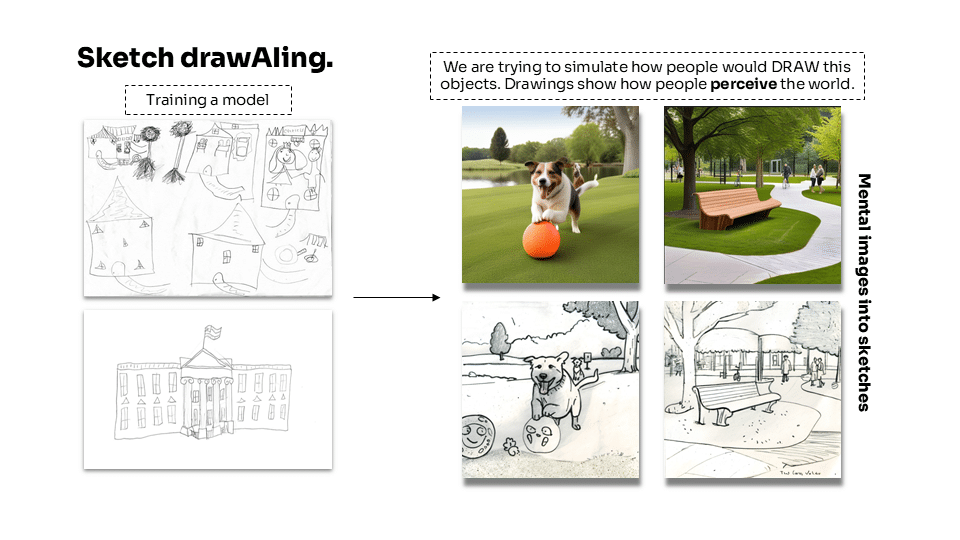 Sketch drawAIing.
Training a model
We are trying to simulate how people would DRAW this
objects. Drawings show how people perceive the world.
Mental images into sketches